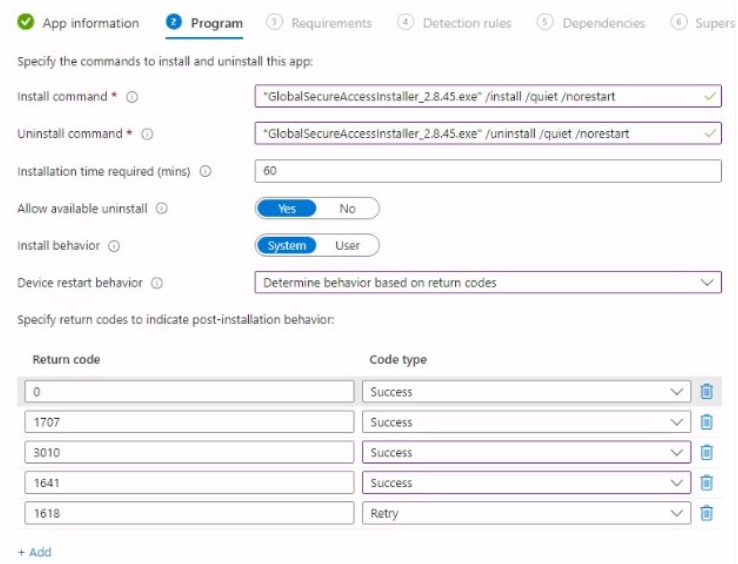 App information 2 Program 3 Requirements 4 Detection rules 5 Dependencies 6 Supers
Specify the commands to install and uninstall this app:
Install command * "GlobalSecureAccessInstaller_2.8.45.exe" /install /quiet /norestart
Uninstall command * "GlobalSecureAccessInstaller_2.8.45.exe" /uninstall /quiet /norestart
Installation time required (mins) 60
Allow available uninstall Yes No
Install behavior System User
Device restart behavior Determine behavior based on return codes
Specify return codes to indicate post-installation behavior:
Return code Code type
0 Success
1707 Success
3010 Success
1641 Success
1618 Retry
+ Add